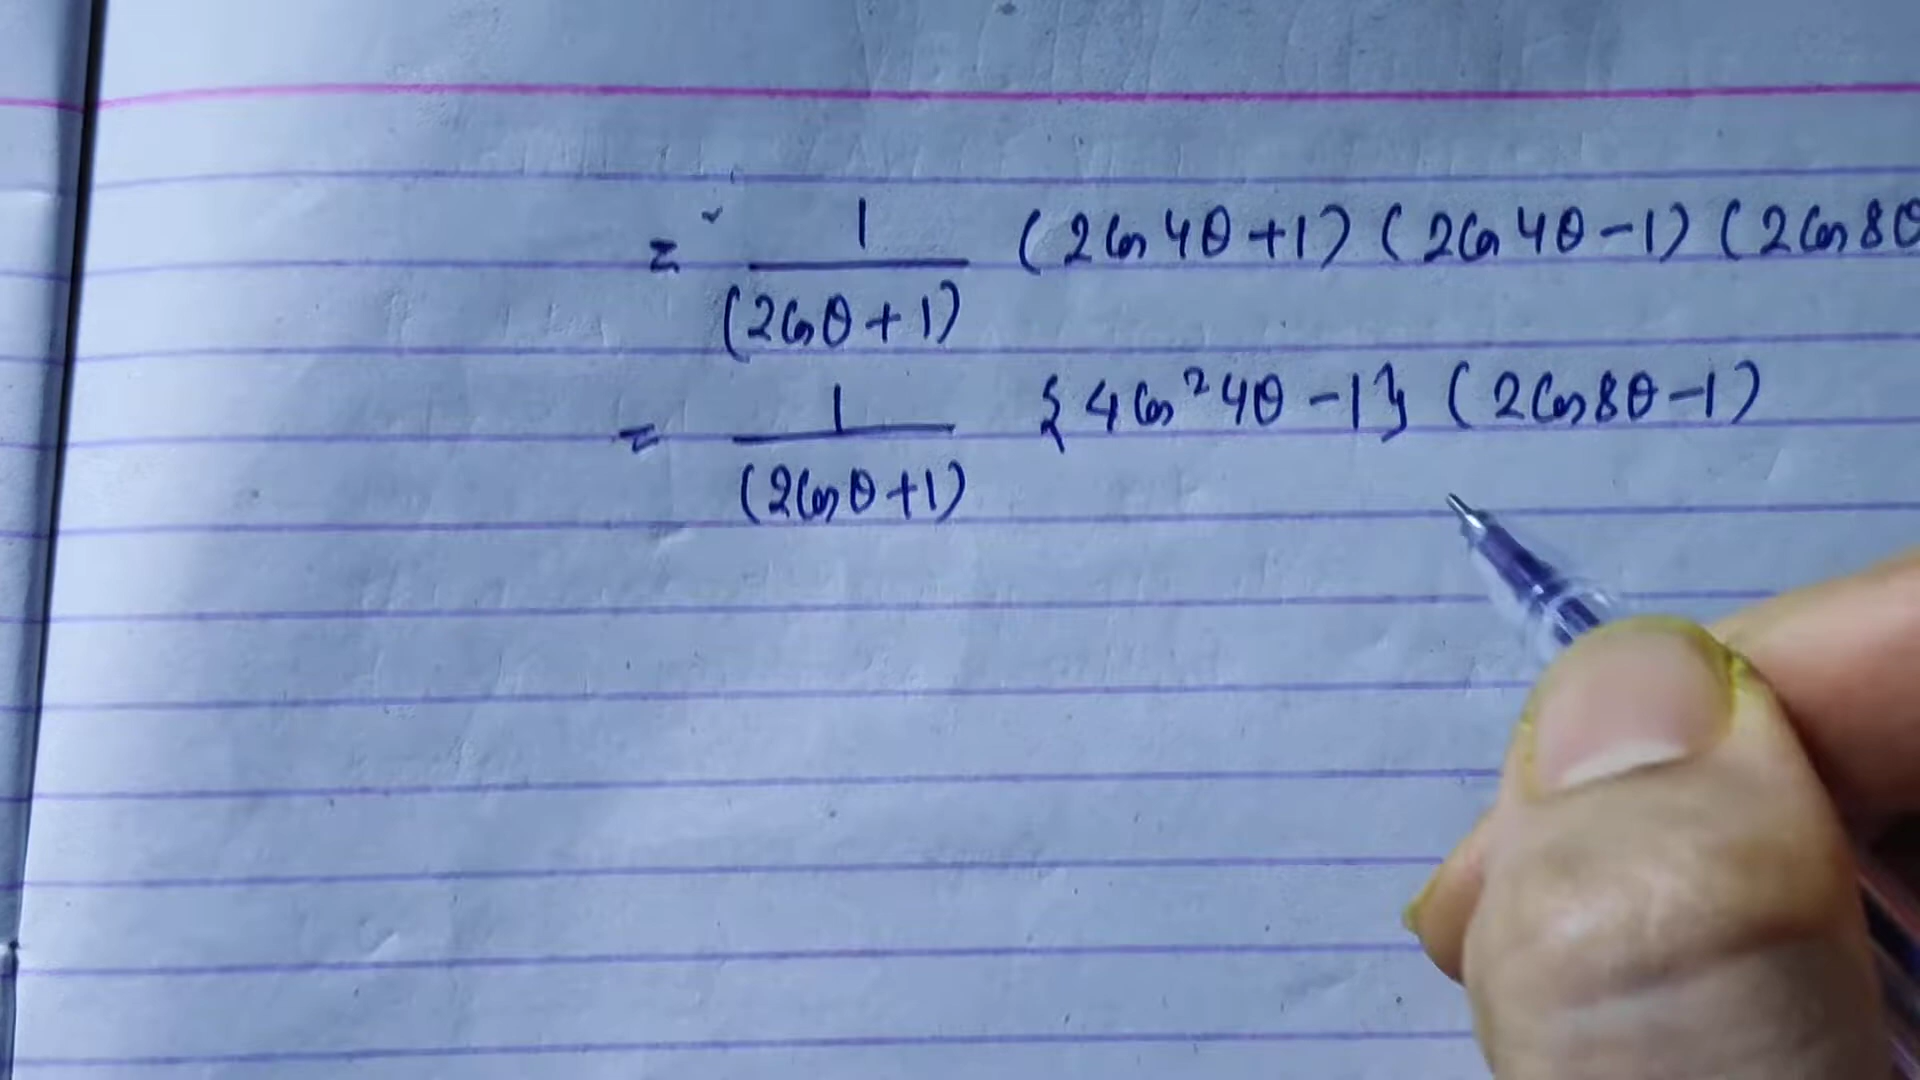 = 1/(2Cosθ+1) (2Cos4θ+1)(2Cos4θ-1)(2Cos8θ
= 1/(2Cosθ+1) {4Cos²4θ-1}(2Cos8θ-1)